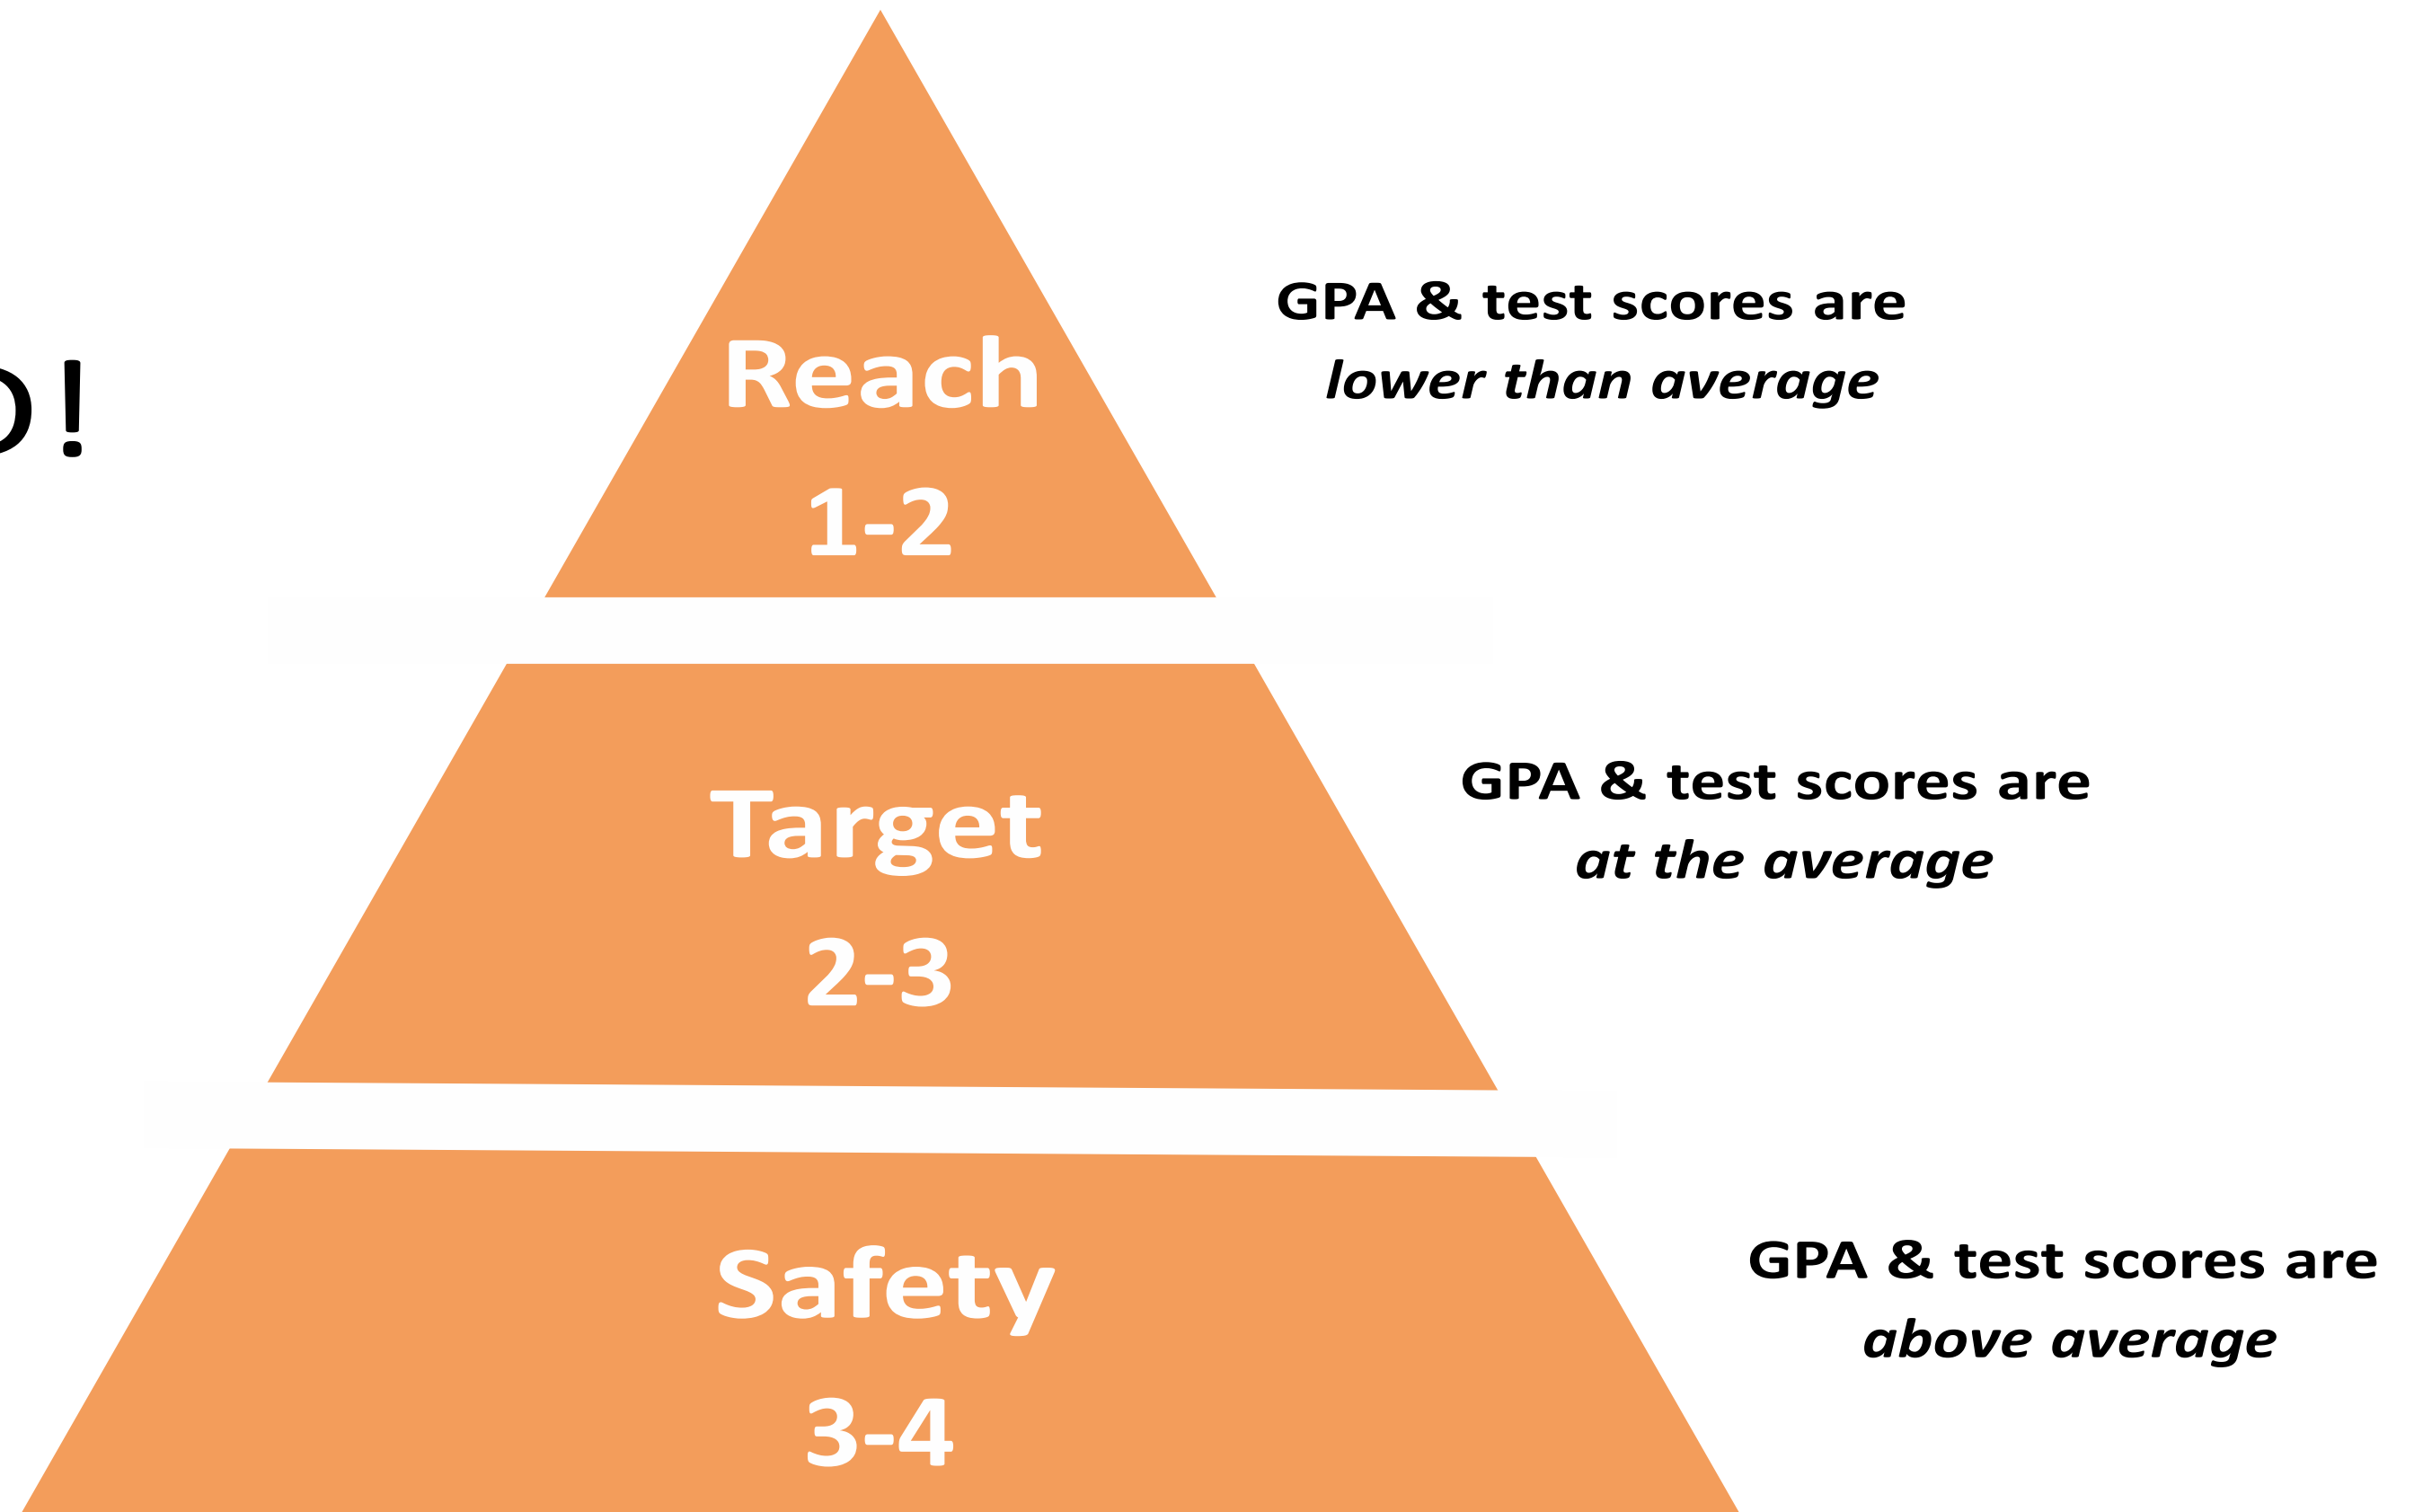 !
Reach
1-2
GPA & test scores are
lower than average
Target
2-3
GPA & test scores are
at the average
Safety
3-4
GPA & test scores are
above average